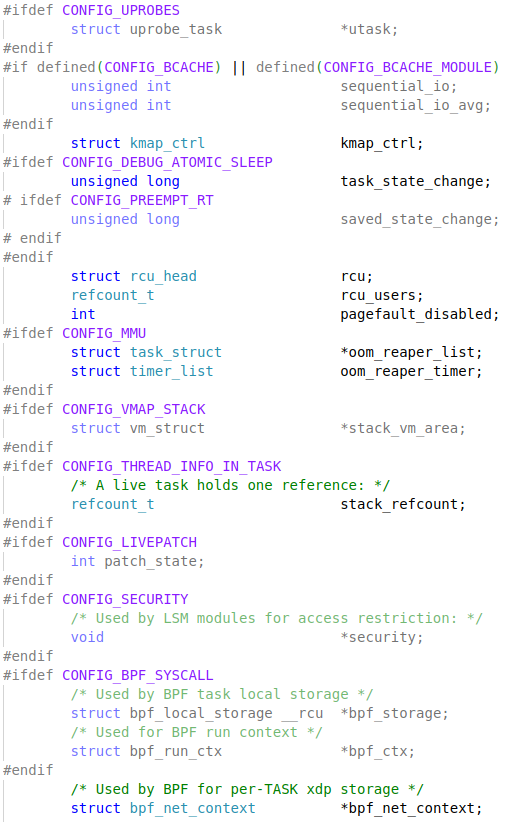 #ifdef CONFIG_UPROBES
        struct uprobe_task              *utask;
#endif
#if defined(CONFIG_BCACHE) || defined(CONFIG_BCACHE_MODULE)
        unsigned int                    sequential_io;
        unsigned int                    sequential_io_avg;
#endif
        struct kmap_ctrl                kmap_ctrl;
#ifdef CONFIG_DEBUG_ATOMIC_SLEEP
        unsigned long                   task_state_change;
# ifdef CONFIG_PREEMPT_RT
        unsigned long                   saved_state_change;
# endif
#endif
        struct rcu_head                 rcu;
        refcount_t                      rcu_users;
        int                             pagefault_disabled;
#ifdef CONFIG_MMU
        struct task_struct              *oom_reaper_list;
        struct timer_list               oom_reaper_timer;
#endif
#ifdef CONFIG_VMAP_STACK
        struct vm_struct                *stack_vm_area;
#endif
#ifdef CONFIG_THREAD_INFO_IN_TASK
        /* A live task holds one reference: */
        refcount_t                      stack_refcount;
#endif
#ifdef CONFIG_LIVEPATCH
        int patch_state;
#endif
#ifdef CONFIG_SECURITY
        /* Used by LSM modules for access restriction: */
        void                            *security;
#endif
#ifdef CONFIG_BPF_SYSCALL
        /* Used by BPF task local storage */
        struct bpf_local_storage __rcu  *bpf_storage;
        /* Used for BPF run context */
        struct bpf_run_ctx              *bpf_ctx;
#endif
        /* Used by BPF for per-TASK xdp storage */
        struct bpf_net_context          *bpf_net_context;